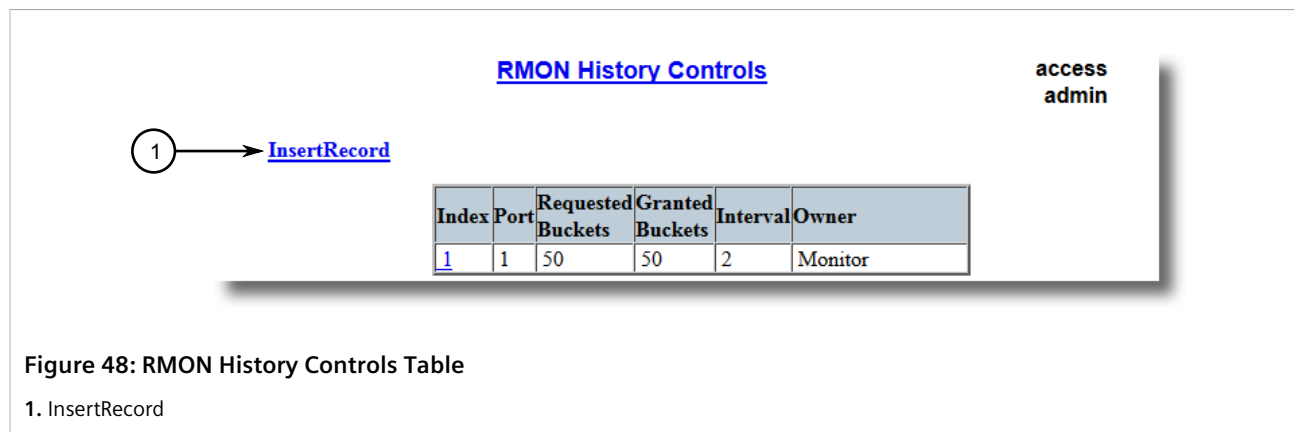 RMON History Controls
access
admin
1
InsertRecord
Index Port Requested Buckets Granted Buckets Interval Owner
1 1 50 50 2 Monitor
Figure 48: RMON History Controls Table
1. InsertRecord